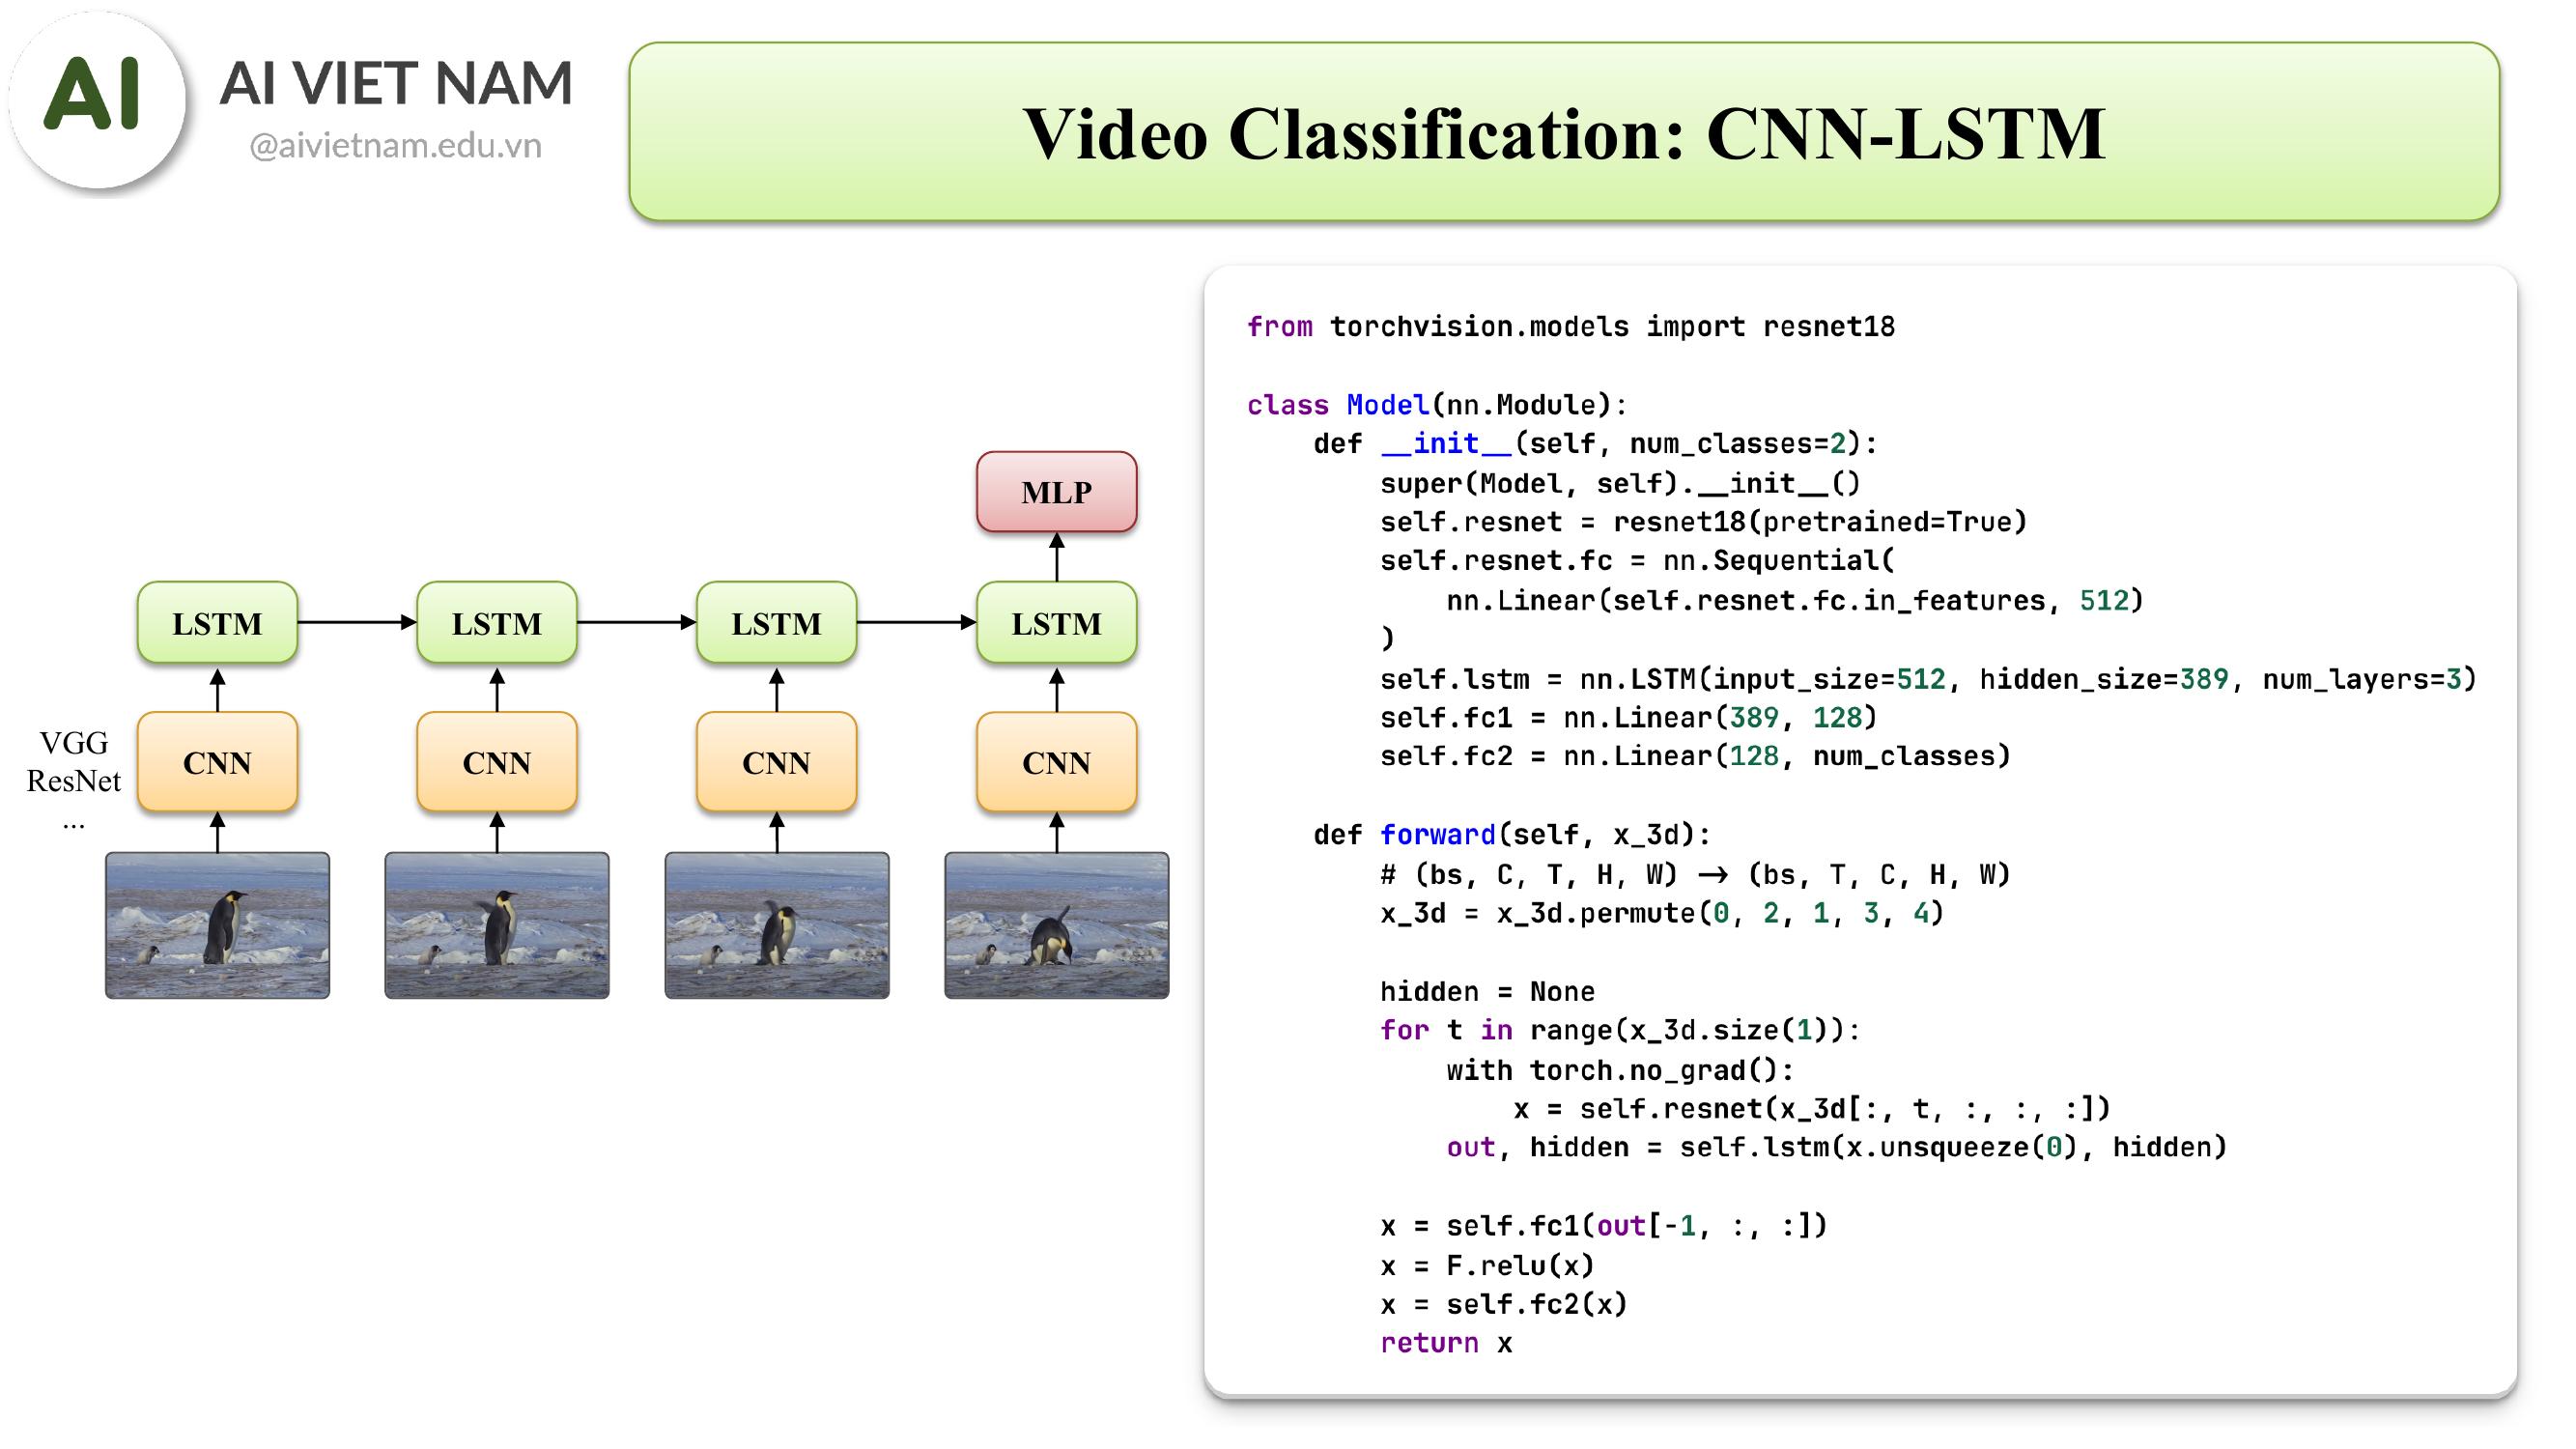 AI
AI VIET NAM
@aivietnam.edu.vn
Video Classification: CNN-LSTM
MLP
LSTM LSTM LSTM LSTM
VGG
ResNet
...
CNN CNN CNN CNN
from torchvision.models import resnet18
class Model(nn.Module):
    def __init__(self, num_classes=2):
        super(Model, self).__init__()
        self.resnet = resnet18(pretrained=True)
        self.resnet.fc = nn.Sequential(
            nn.Linear(self.resnet.fc.in_features, 512)
        )
        self.lstm = nn.LSTM(input_size=512, hidden_size=389, num_layers=3)
        self.fc1 = nn.Linear(389, 128)
        self.fc2 = nn.Linear(128, num_classes)
    def forward(self, x_3d):
        # (bs, C, T, H, W) → (bs, T, C, H, W)
        x_3d = x_3d.permute(0, 2, 1, 3, 4)
        hidden = None
        for t in range(x_3d.size(1)):
            with torch.no_grad():
                x = self.resnet(x_3d[:, t, :, :, :])
            out, hidden = self.lstm(x.unsqueeze(0), hidden)
        x = self.fc1(out[-1, :, :])
        x = F.relu(x)
        x = self.fc2(x)
        return x